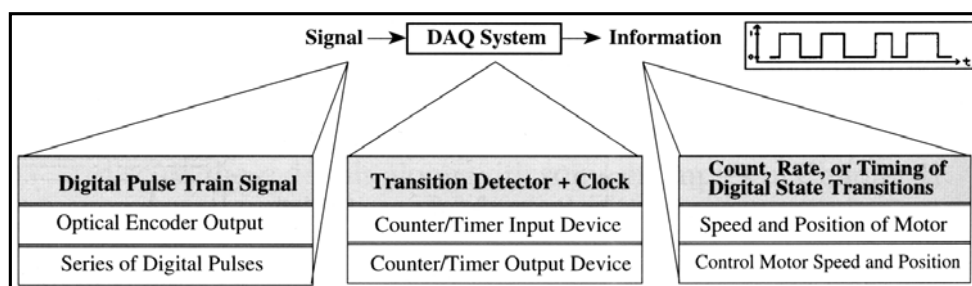 Signal DAQ System Information
1
0
t
Digital Pulse Train Signal
Optical Encoder Output
Series of Digital Pulses
Transition Detector + Clock
Counter/Timer Input Device
Counter/Timer Output Device
Count, Rate, or Timing of
Digital State Transitions
Speed and Position of Motor
Control Motor Speed and Position